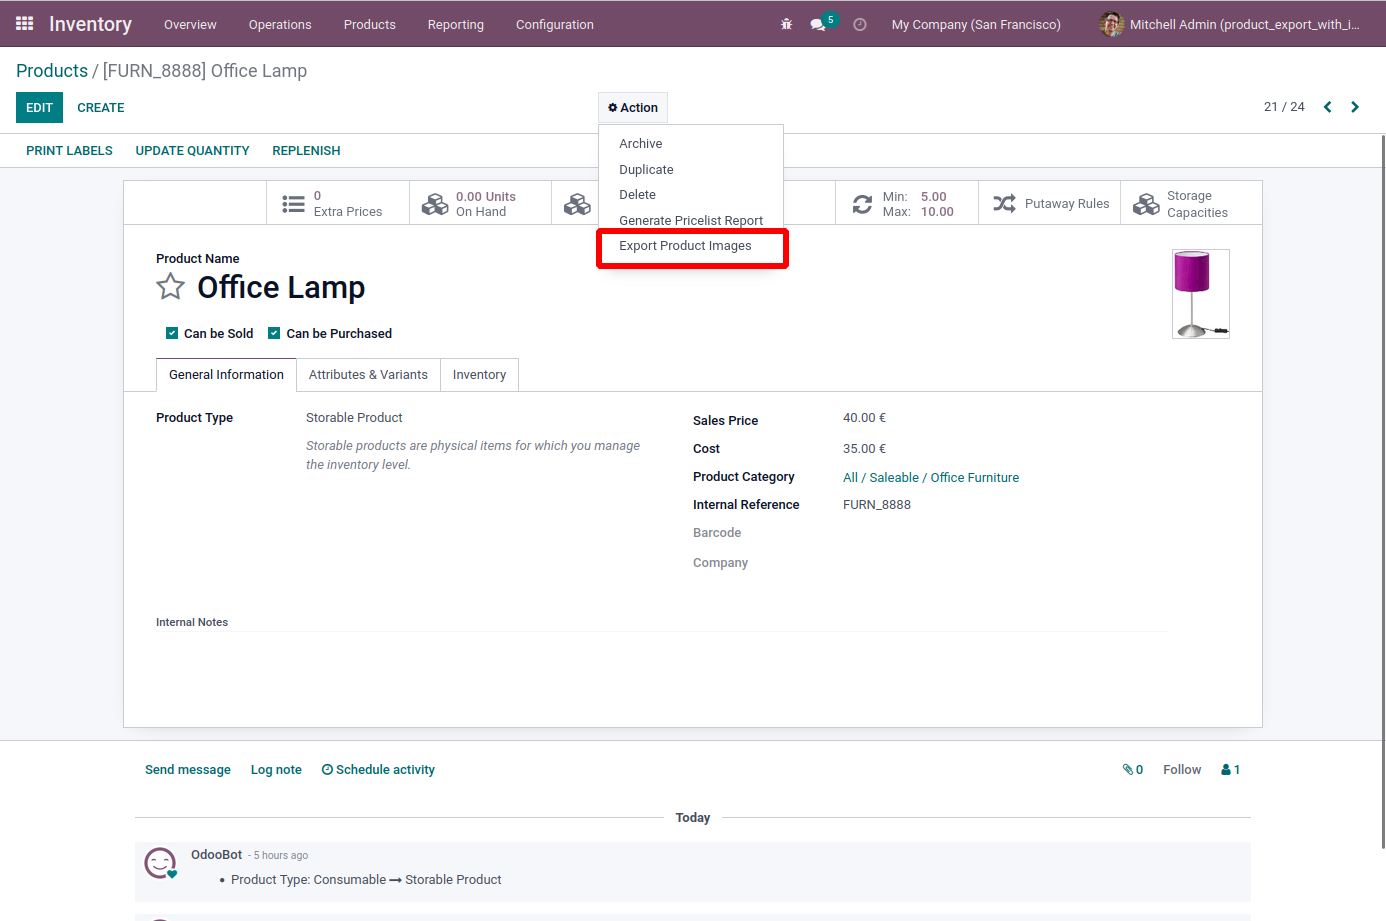 Inventory Overview Operations Products Reporting Configuration 5 My Company (San Francisco) Mitchell Admin (product_export_with_i...
Products / [FURN_8888] Office Lamp
EDIT CREATE Action 21 / 24
PRINT LABELS UPDATE QUANTITY REPLENISH
Archive
Duplicate
Delete
Generate Pricelist Report
Export Product Images
0
Extra Prices
0.00 Units
On Hand
Min: 5.00
Max: 10.00
Putaway Rules
Storage
Capacities
Product Name
Office Lamp
Can be Sold Can be Purchased
General Information Attributes & Variants Inventory
Product Type Storable Product
Storable products are physical items for which you manage
the inventory level.
Sales Price 40.00 €
Cost 35.00 €
Product Category All / Saleable / Office Furniture
Internal Reference FURN_8888
Barcode
Company
Internal Notes
Send message Log note Schedule activity 0 Follow 1
Today
OdooBot - 5 hours ago
• Product Type: Consumable → Storable Product